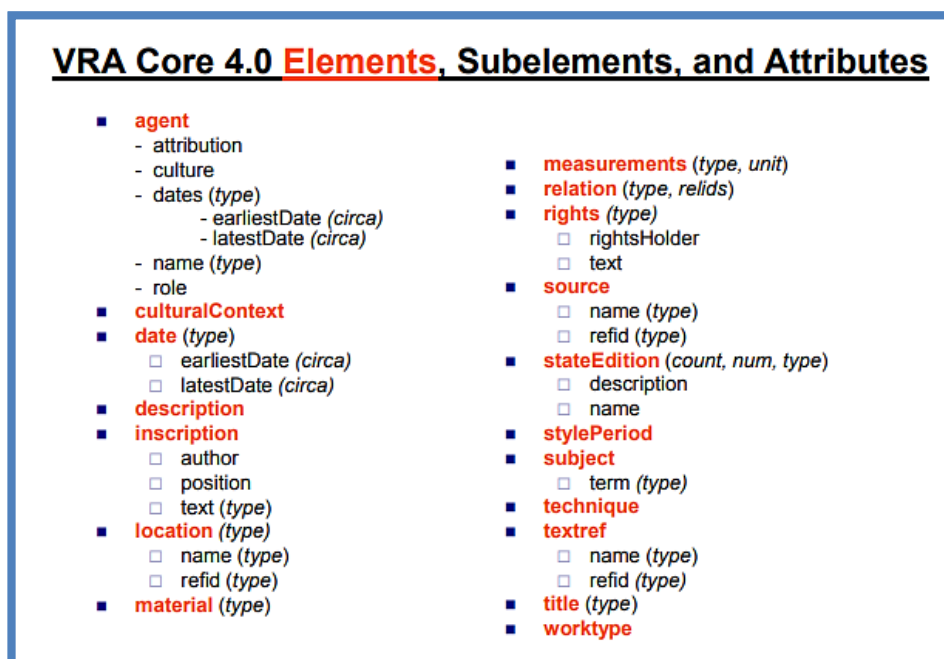 VRA Core 4.0 Elements, Subelements, and Attributes
agent
- attribution
- culture
- dates (type)
- earliestDate (circa)
- latestDate (circa)
- name (type)
- role
culturalContext
date (type)
earliestDate (circa)
latestDate (circa)
description
inscription
author
position
text (type)
location (type)
name (type)
refid (type)
material (type)
measurements (type, unit)
relation (type, relids)
rights (type)
rightsHolder
text
source
name (type)
refid (type)
stateEdition (count, num, type)
description
name
stylePeriod
subject
term (type)
technique
textref
name (type)
refid (type)
title (type)
worktype